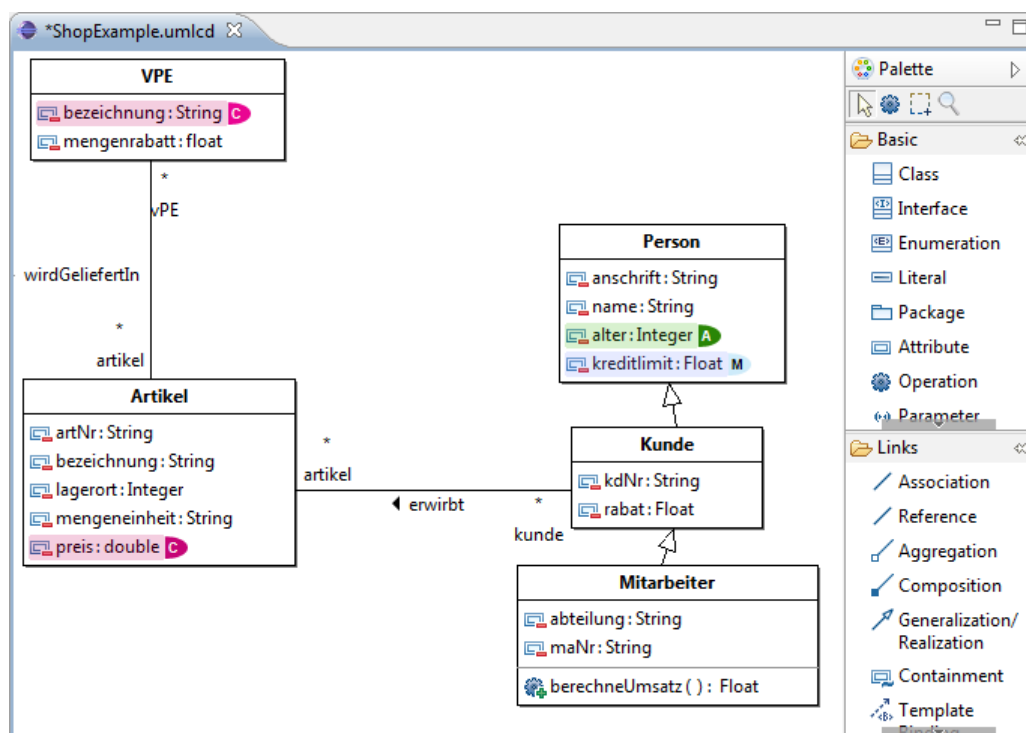 *ShopExample.umlcd
VPE
bezeichnung:String C
mengenrabatt:float
*
vPE
wirdGeliefertIn
*
artikel
Artikel
artNr:String
bezeichnung:String
lagerort:Integer
mengeneinheit:String
preis:double C
*
artikel
erwirbt
*
kunde
Person
anschrift:String
name:String
alter:Integer A
kreditlimit:Float M
Kunde
kdNr:String
rabat:Float
Mitarbeiter
abteilung:String
maNr:String
berechneUmsatz(): Float
Palette
Basic
Class
<I>
Interface
<E>
Enumeration
Literal
Package
Attribute
Operation
Parameter
Links
Association
Reference
Aggregation
Composition
Generalization/
Realization
Containment
<B>
Template